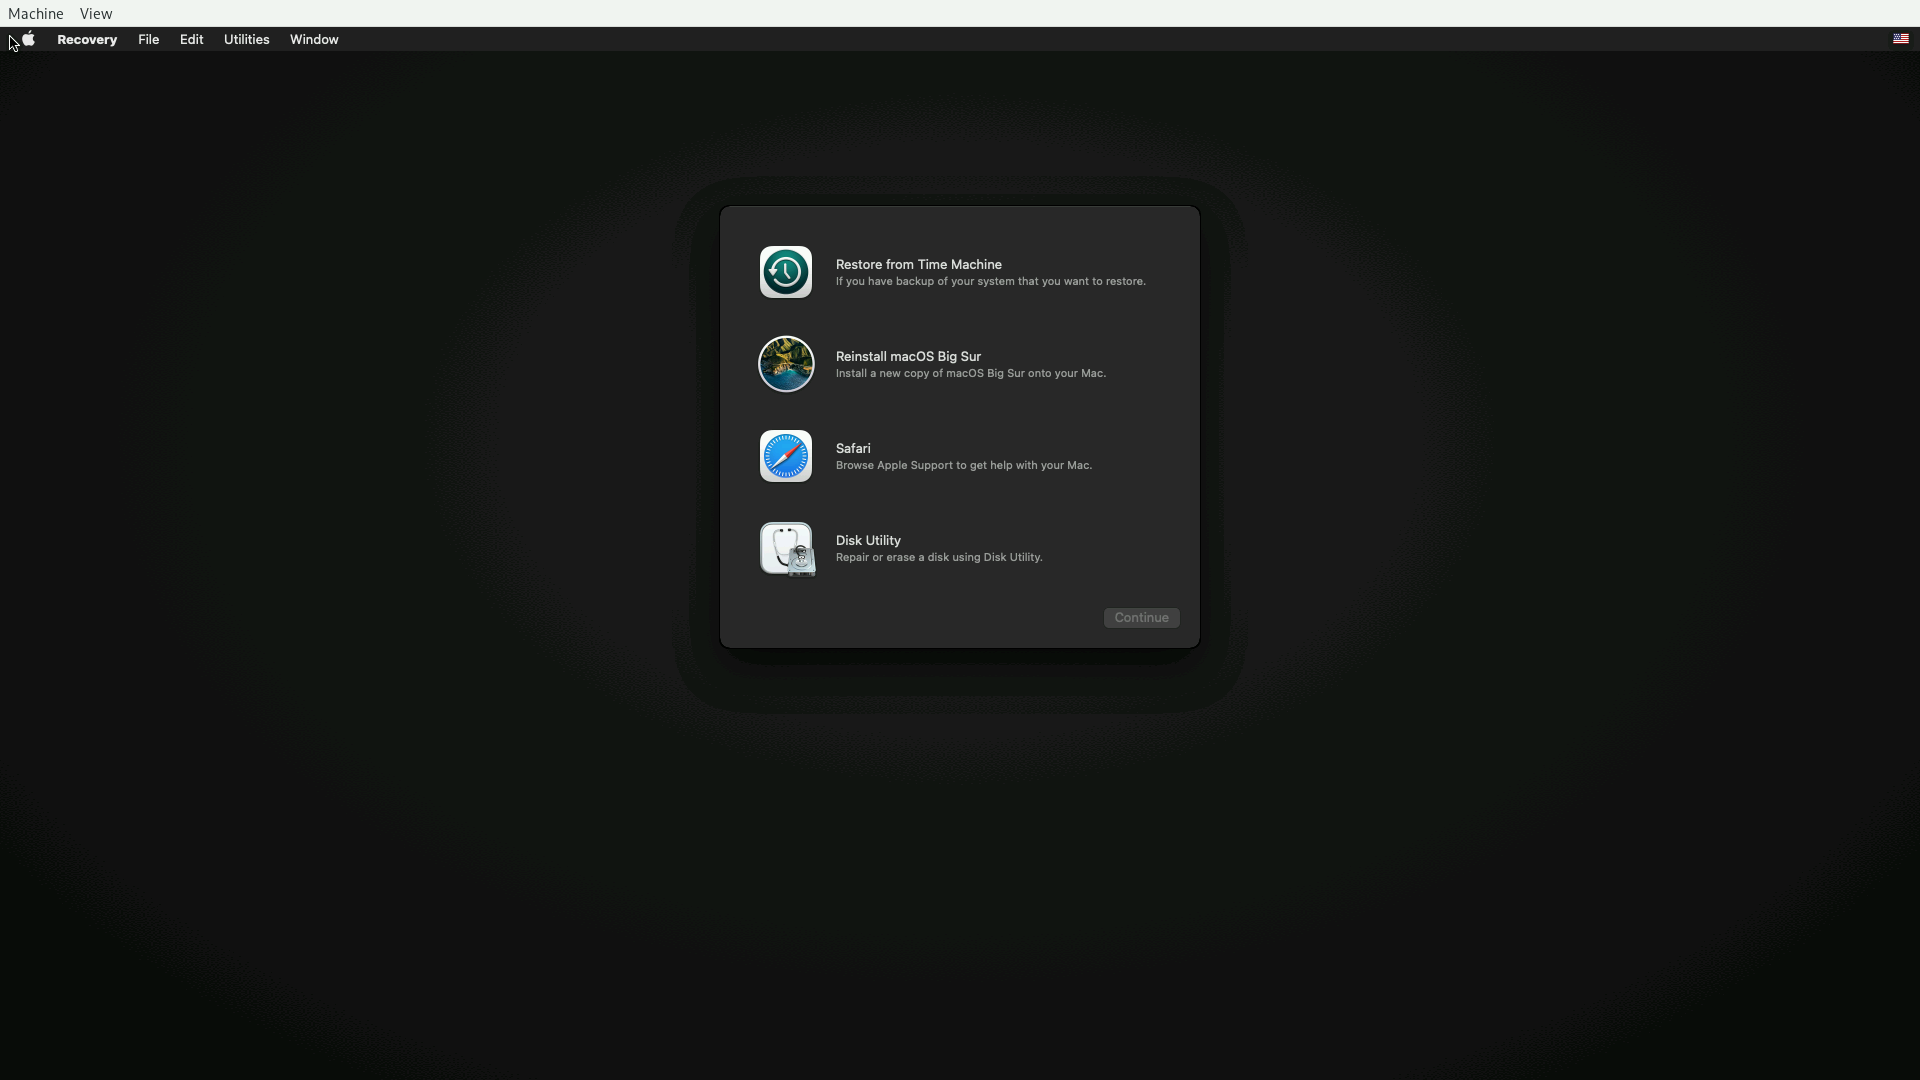 Machine View
Recovery File Edit Utilities Window
Restore from Time Machine
If you have backup of your system that you want to restore.
Reinstall macOS Big Sur
Install a new copy of macOS Big Sur onto your Mac.
Safari
Browse Apple Support to get help with your Mac.
Disk Utility
Repair or erase a disk using Disk Utility.
Continue